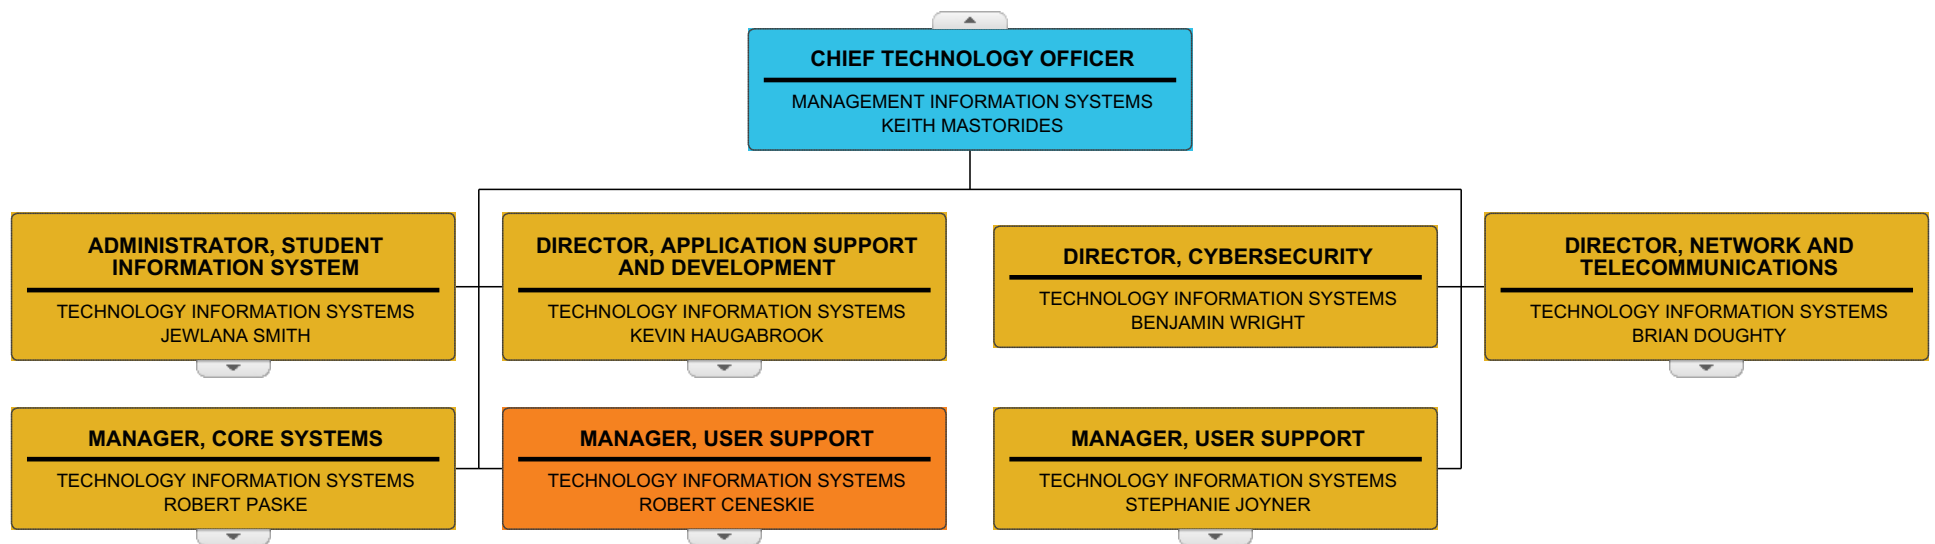 CHIEF TECHNOLOGY OFFICER
MANAGEMENT INFORMATION SYSTEMS
KEITH MASTORIDES
ADMINISTRATOR, STUDENT
INFORMATION SYSTEM
TECHNOLOGY INFORMATION SYSTEMS
JEWLANA SMITH
DIRECTOR, APPLICATION SUPPORT
AND DEVELOPMENT
TECHNOLOGY INFORMATION SYSTEMS
KEVIN HAUGABROOK
DIRECTOR, CYBERSECURITY
TECHNOLOGY INFORMATION SYSTEMS
BENJAMIN WRIGHT
DIRECTOR, NETWORK AND
TELECOMMUNICATIONS
TECHNOLOGY INFORMATION SYSTEMS
BRIAN DOUGHTY
MANAGER, CORE SYSTEMS
TECHNOLOGY INFORMATION SYSTEMS
ROBERT PASKE
MANAGER, USER SUPPORT
TECHNOLOGY INFORMATION SYSTEMS
ROBERT CENESKIE
MANAGER, USER SUPPORT
TECHNOLOGY INFORMATION SYSTEMS
STEPHANIE JOYNER